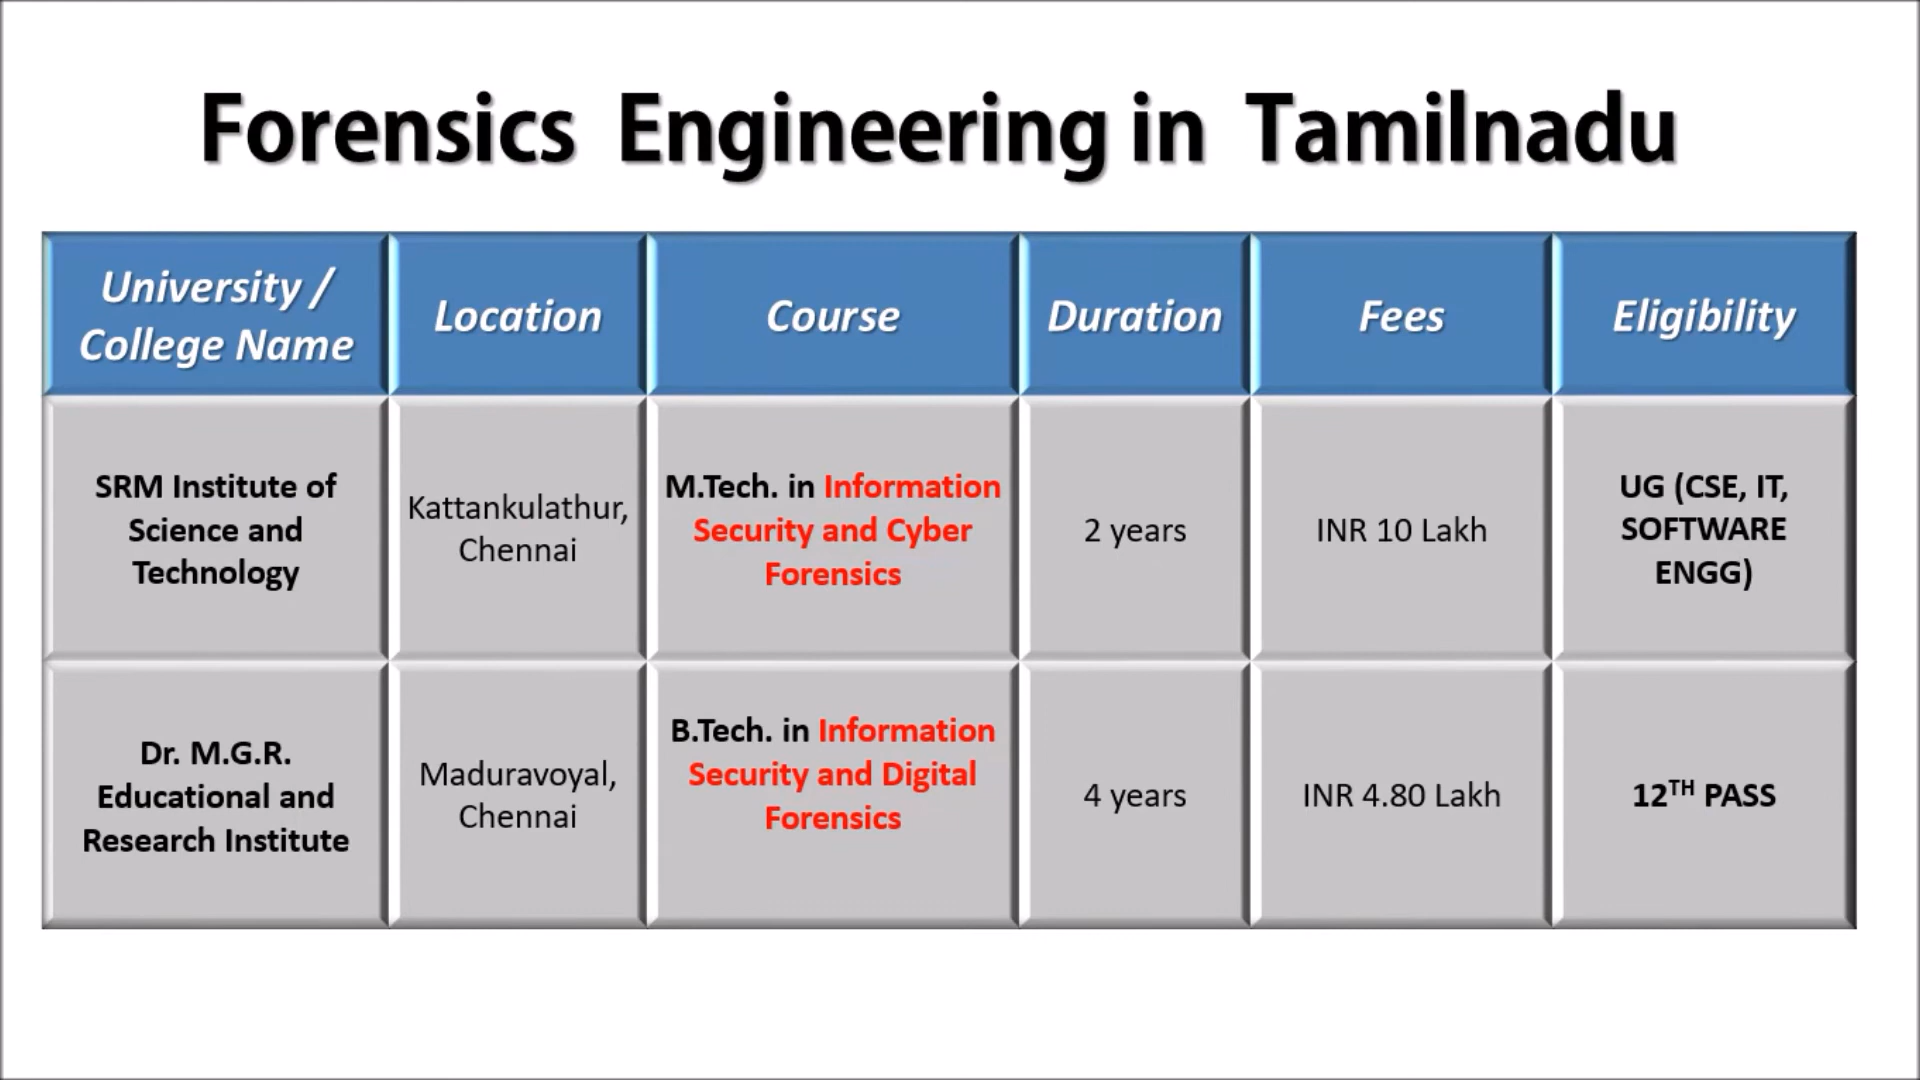 Forensics Engineering in Tamilnadu
University /
College Name
Location
Course
Duration
Fees
Eligibility
SRM Institute of
Science and
Technology
Kattankulathur,
Chennai
M.Tech. in Information
Security and Cyber
Forensics
2 years
INR 10 Lakh
UG (CSE, IT,
SOFTWARE
ENGG)
Dr. M.G.R.
Educational and
Research Institute
Maduravoyal,
Chennai
B.Tech. in Information
Security and Digital
Forensics
4 years
INR 4.80 Lakh
12TH PASS